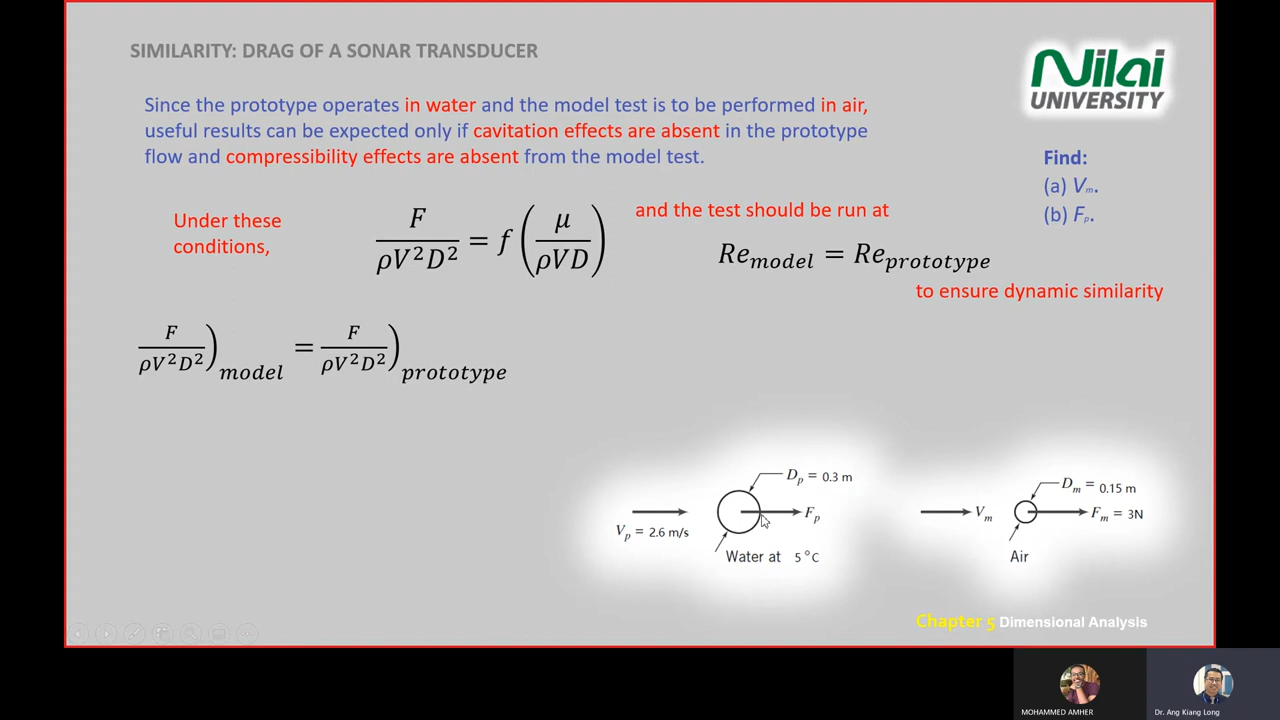 SIMILARITY: DRAG OF A SONAR TRANSDUCER
Nilai
UNIVERSITY
Since the prototype operates in water and the model test is to be performed in air,
useful results can be expected only if cavitation effects are absent in the prototype
flow and compressibility effects are absent from the model test.
Find:
(a) Vₘ.
(b) Fₚ.
Under these
conditions,
F/ρV²D² = f(μ/ρVD)
and the test should be run at
Re_model = Re_prototype
to ensure dynamic similarity
F/ρV²D²)_model = F/ρV²D²)_prototype
Dₚ = 0.3 m
Fₚ
Vₚ = 2.6 m/s
Water at 5°C
Dₘ = 0.15 m
Vₘ
Fₘ = 3N
Air
Chapter 5 Dimensional Analysis
MOHAMMED AMHER
Dr. Ang Kiang Long